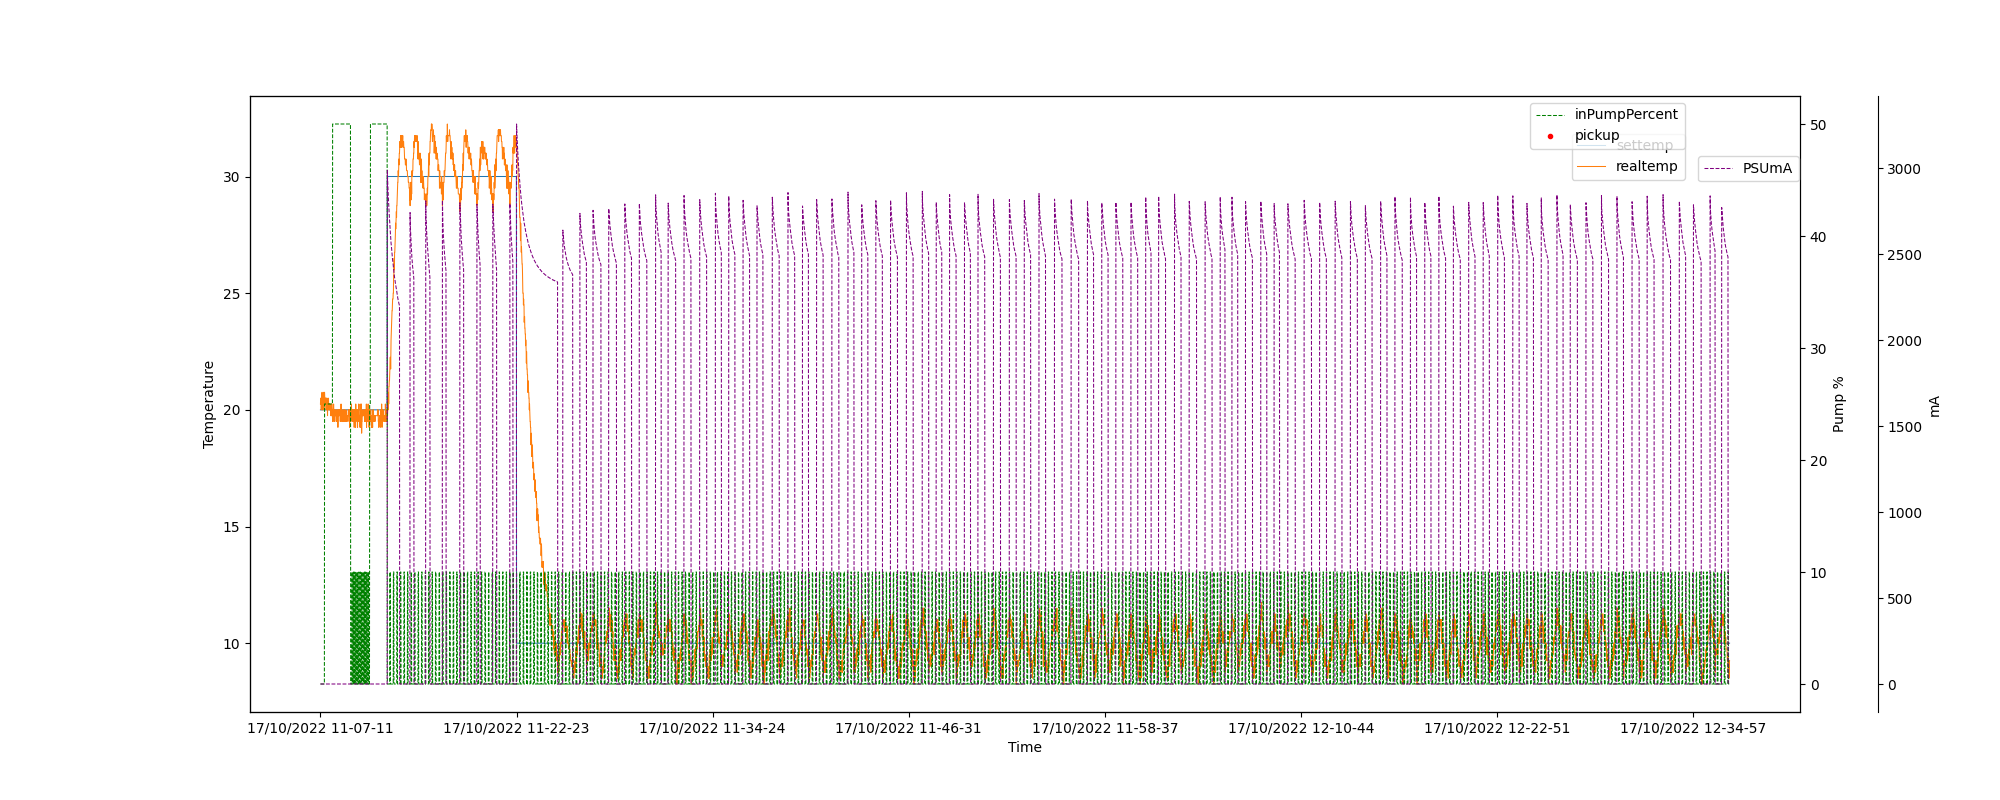 inPumpPercent
pickup
settemp
realtemp
PSUmA
30
25
20
15
10
Temperature
50
40
30
20
10
0
Pump %
3000
2500
2000
1500
1000
500
0
mA
17/10/2022 11-07-11
17/10/2022 11-22-23
17/10/2022 11-34-24
17/10/2022 11-46-31
17/10/2022 11-58-37
17/10/2022 12-10-44
17/10/2022 12-22-51
17/10/2022 12-34-57
Time